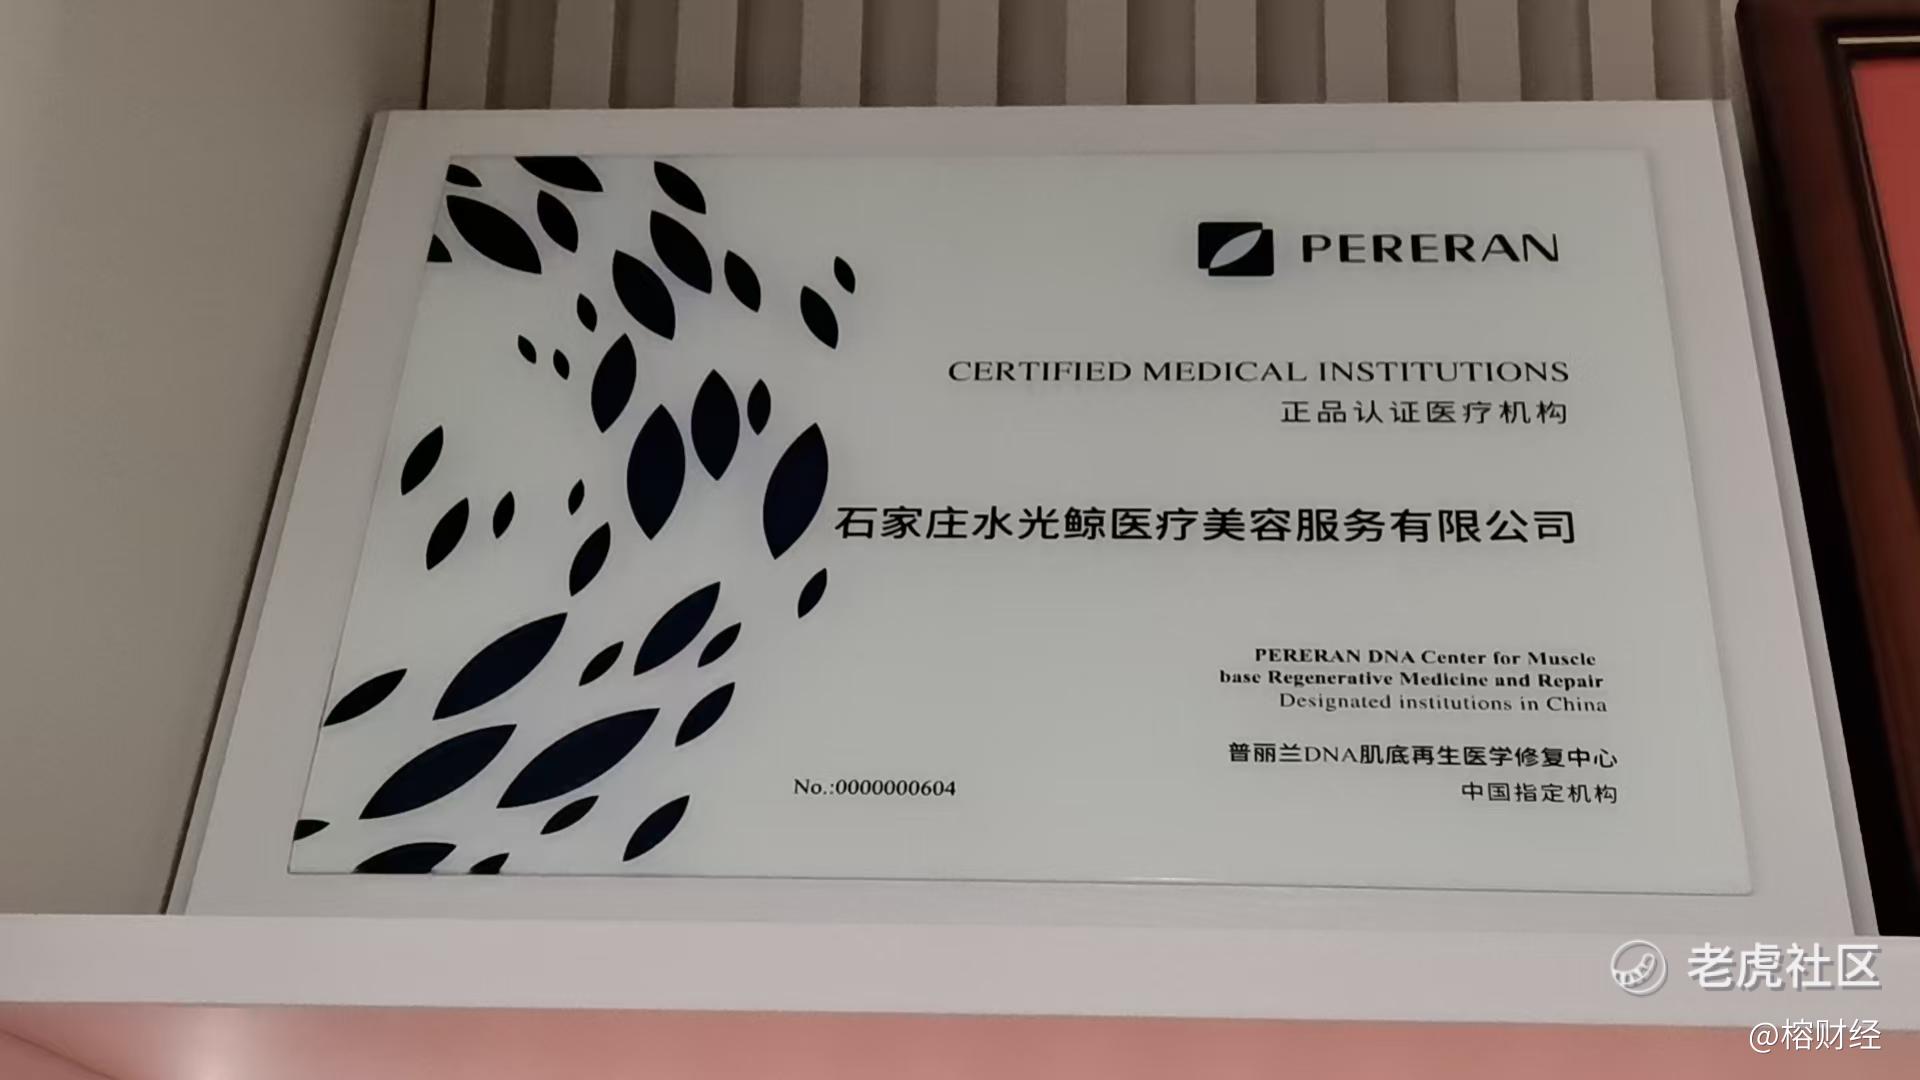 PERERAN
CERTIFIED MEDICAL INSTITUTIONS
正品认证医疗机构
石家庄水光鲸医疗美容服务有限公司
PERERAN DNA Center for Muscle
base Regenerative Medicine and Repair
Designated institutions in China
普丽兰DNA肌底再生医学修复中心
中国指定机构
No.:0000000604
老虎社区
@榕财经